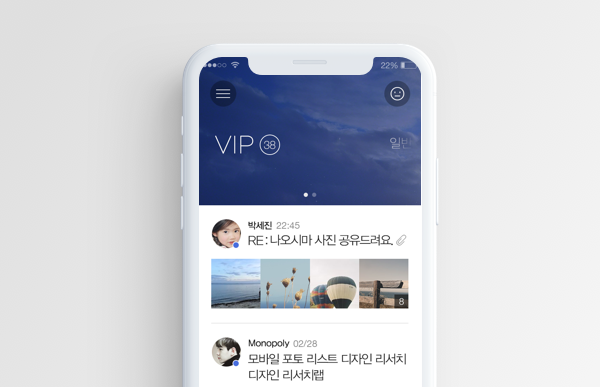 22%
VIP 38
일반
박세진 22:45
RE : 나오시마 사진 공유드려요.
8
Monopoly 02/28
모바일 포토 리스트 디자인 리서치
디자인 리서치랩